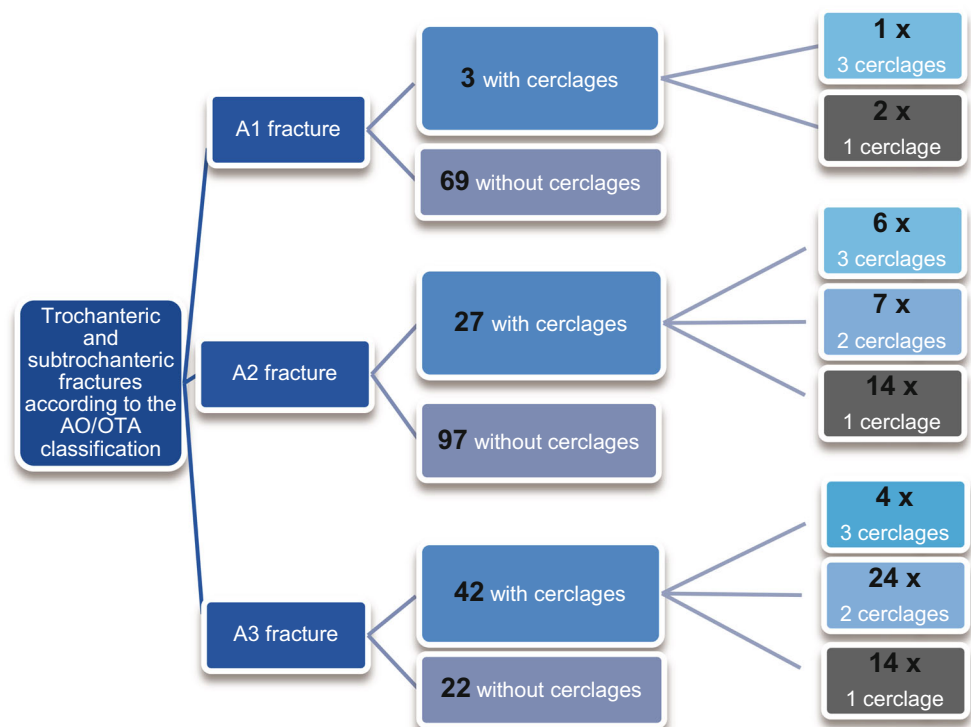 Trochanteric
and
subtrochanteric
fractures
according to the
AO/OTA
classification
A1 fracture
3 with cerclages
1 x
3 cerclages
2 x
1 cerclage
69 without cerclages
A2 fracture
27 with cerclages
6 x
3 cerclages
7 x
2 cerclages
14 x
1 cerclage
97 without cerclages
A3 fracture
42 with cerclages
4 x
3 cerclages
24 x
2 cerclages
14 x
1 cerclage
22 without cerclages